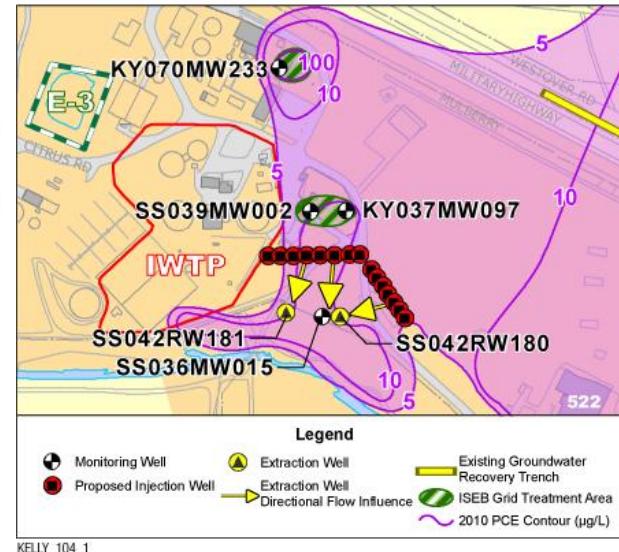 5
WESTOVER RD
MILITARY HIGHWAY
MULBERRY
KY070MW233
100
10
E-3
CITRUS RD
5
10
SS039MW002
KY037MW097
IWTP
SS042RW181
SS042RW180
SS036MW015
10
5
522
Legend
Monitoring Well
Extraction Well
Existing Groundwater
Recovery Trench
Proposed Injection Well
Extraction Well
Directional Flow Influence
ISEB Grid Treatment Area
2010 PCE Contour (µg/L)
KELLY_104_1